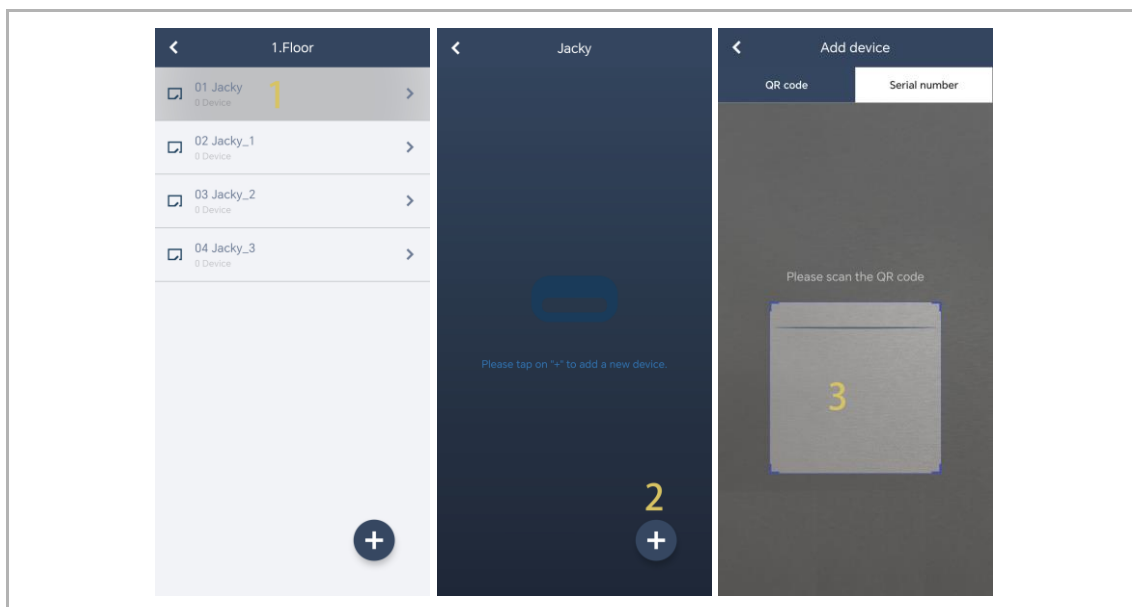 1.Floor
01 Jacky
0 Device
1
02 Jacky_1
0 Device
03 Jacky_2
0 Device
04 Jacky_3
0 Device
+
Jacky
Please tap on "+" to add a new device.
2
+
Add device
QR code
Serial number
Please scan the QR code
3